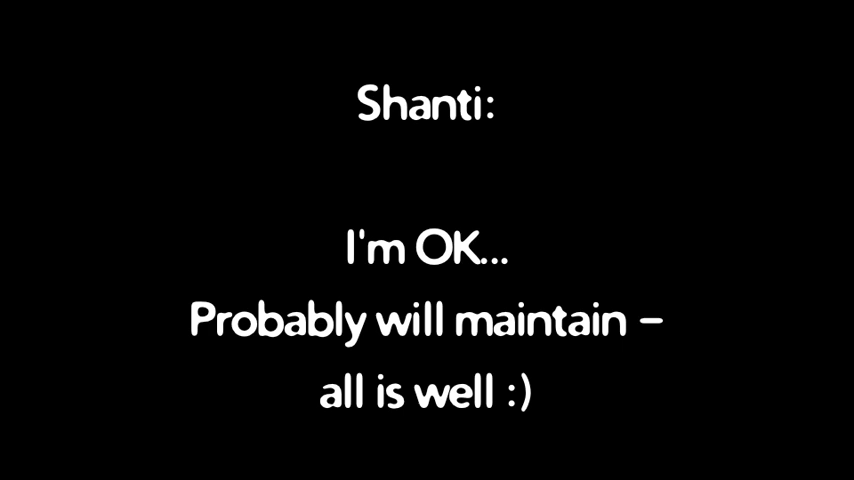 Shanti:
I'm OK...
Probably will maintain –
all is well :)